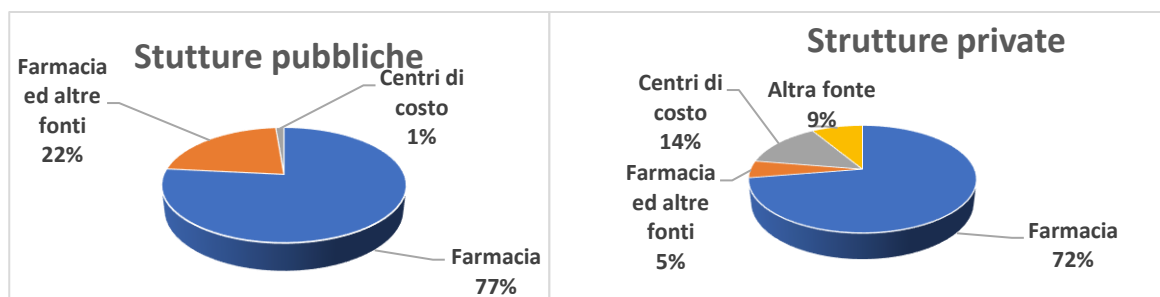 Stutture pubbliche
Farmacia
ed altre
fonti
22%
Centri di
costo
1%
Farmacia
77%
Strutture private
Centri di
costo
14%
Altra fonte
9%
Farmacia
ed altre
fonti
5%
Farmacia
72%